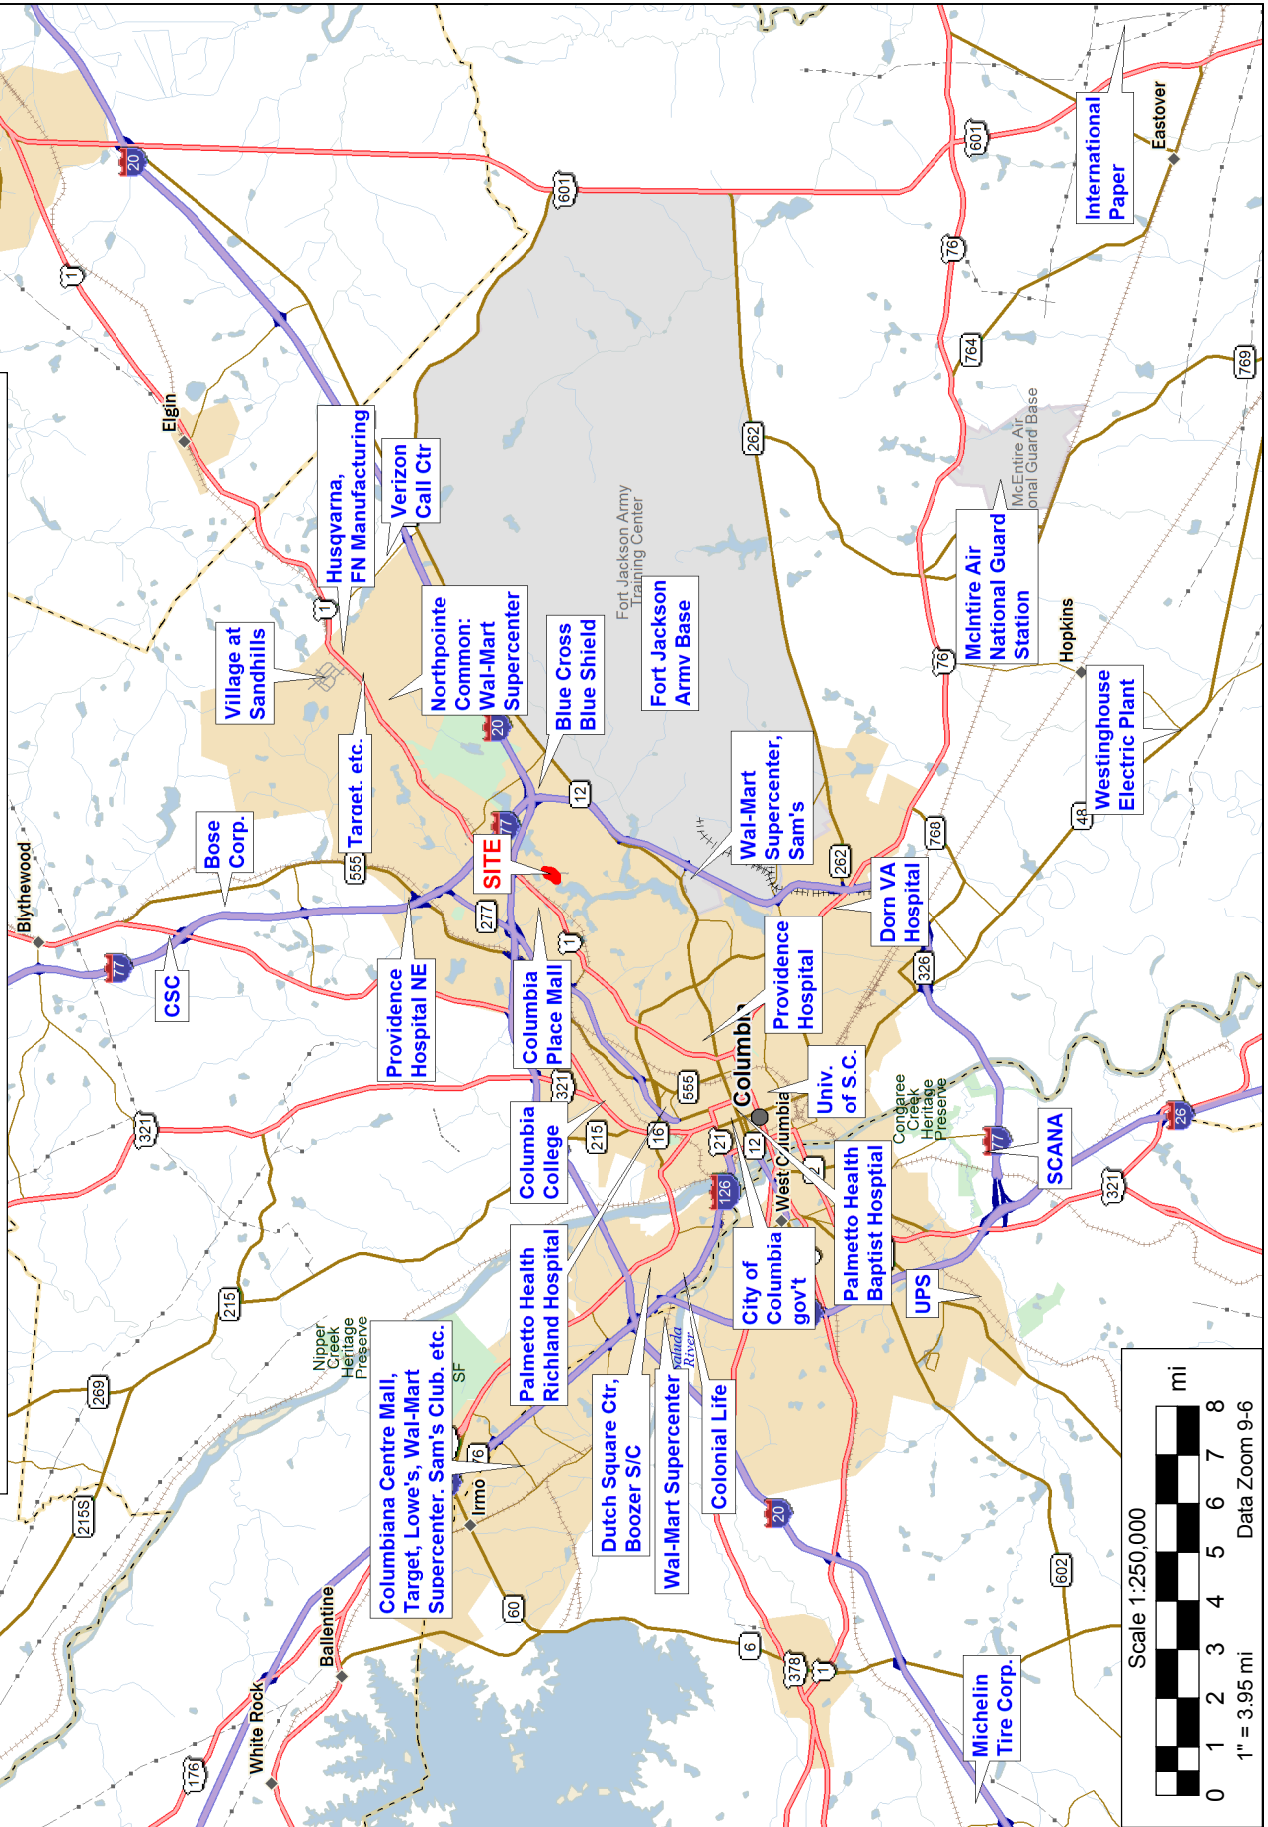 Blythewood
77
CSC
Bose
Corp.
Village at
Sandhills
Elgin
1
20
Husqvarna,
FN Manufacturing
1
Verizon
Call Ctr
Target. etc.
555
Northpointe
Common:
Wal-Mart
Supercenter
20
Blue Cross
Blue Shield
12
77
SITE
277
Providence
Hospital NE
Columbia
Place Mall
1
321
321
215
269
215S
215
Nipper
Creek
Heritage
Preserve
SF
Columbiana Centre Mall,
Target, Lowe's, Wal-Mart
Supercenter. Sam's Club. etc.
76
Irmo
60
Ballentine
White Rock
176
Columbia
College
215
16
555
Palmetto Health
Richland Hospital
Dutch Square Ctr,
Boozer S/C
Wal-Mart Supercenter
Saluda
River
Colonial Life
126
21
12
Columbia
West Columbia
City of
Columbia
gov't
Providence
Hospital
Univ.
of S.C.
Palmetto Health
Baptist Hosptial
UPS
Congaree
Creek
Heritage
Preserve
77
SCANA
26
321
326
Dorn VA
Hospital
262
768
48
Wal-Mart
Supercenter,
Sam's
Fort Jackson Army
Training Center
Fort Jackson
Army Base
601
262
76
76
764
769
601
McEntire Air
onal Guard Base
McIntire Air
National Guard
Station
Hopkins
Westinghouse
Electric Plant
International
Paper
Eastover
20
6
378
1
602
Michelin
Tire Corp.
Scale 1:250,000
mi
0 1 2 3 4 5 6 7 8
1" = 3.95 mi Data Zoom 9-6